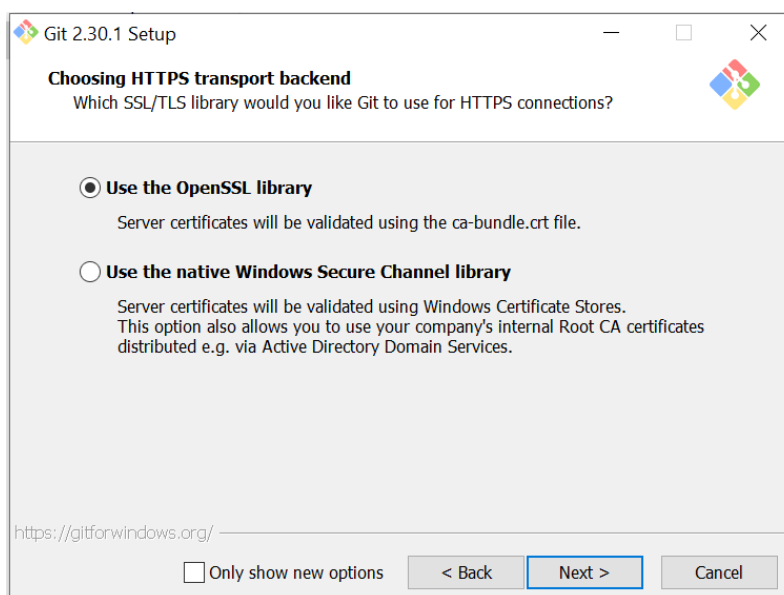 Git 2.30.1 Setup
Choosing HTTPS transport backend
Which SSL/TLS library would you like Git to use for HTTPS connections?
Use the OpenSSL library
Server certificates will be validated using the ca-bundle.crt file.
Use the native Windows Secure Channel library
Server certificates will be validated using Windows Certificate Stores.
This option also allows you to use your company's internal Root CA certificates
distributed e.g. via Active Directory Domain Services.
https://gitforwindows.org/
Only show new options
< Back
Next >
Cancel